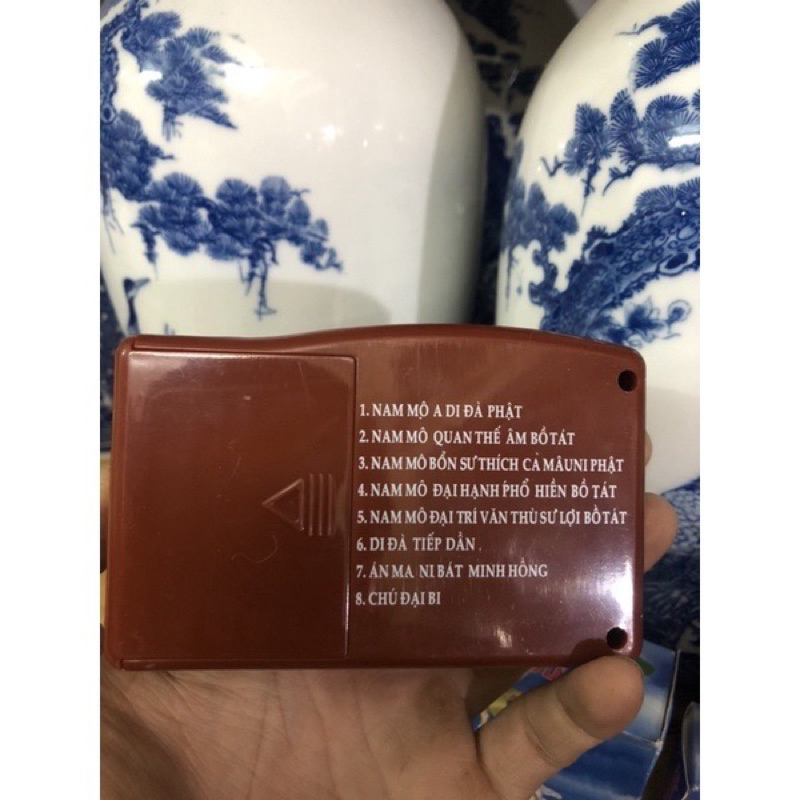 1. NAM MÔ A DI ĐÀ PHẬT
2. NAM MÔ QUAN THẾ ÂM BỒ TÁT
3. NAM MÔ BỔN SƯ THÍCH CA MÂUNI PHẬT
4. NAM MÔ ĐẠI HẠNH PHỔ HIỀN BỒ TÁT
5. NAM MÔ ĐẠI TRÍ VĂN THÙ SƯ LỢI BỒ TÁT
6. DI ĐÀ TIẾP DẪN
7. ÁN MA NI BÁT MINH HỒNG
8. CHÚ ĐẠI BI